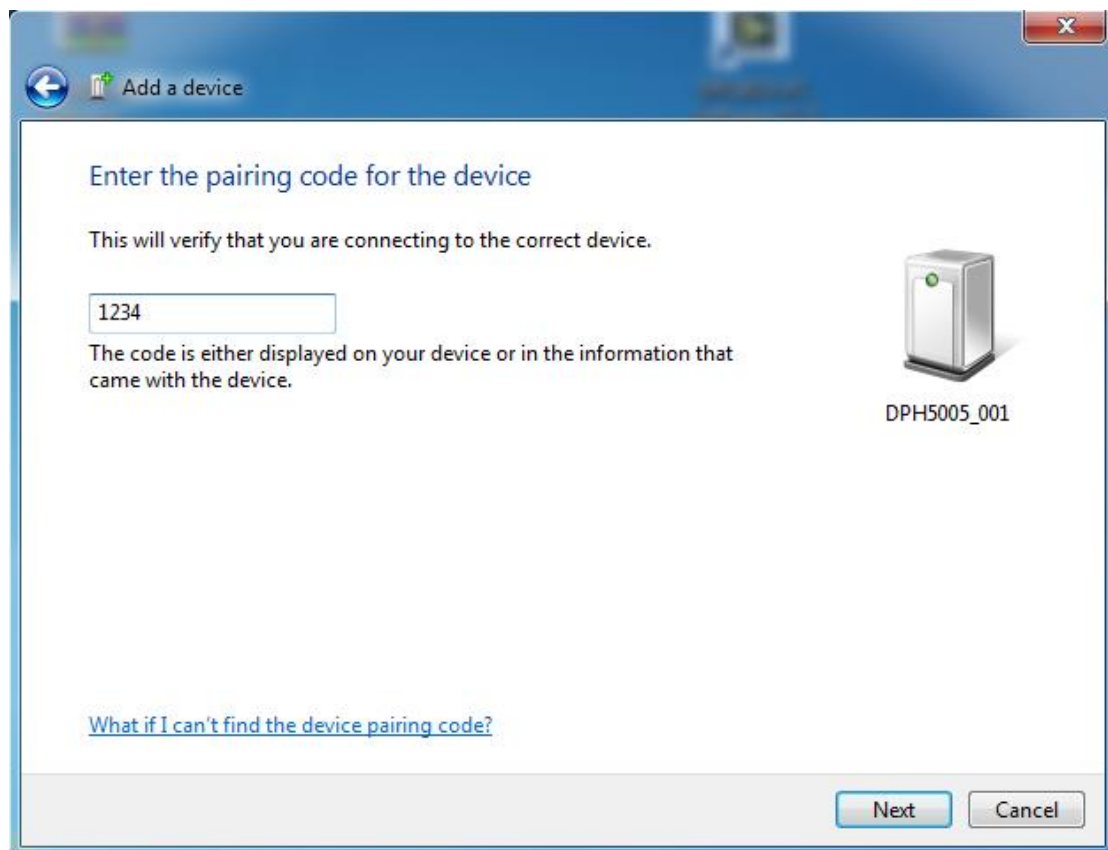 Add a device
Enter the pairing code for the device
This will verify that you are connecting to the correct device.
1234
The code is either displayed on your device or in the information that
came with the device.
DPH5005_001
What if I can't find the device pairing code?
Next
Cancel